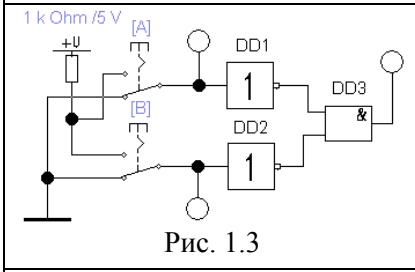 1 k Ohm /5 V
+U
[A]
DD1
1
DD3
&
[B]
DD2
1
Рис. 1.3